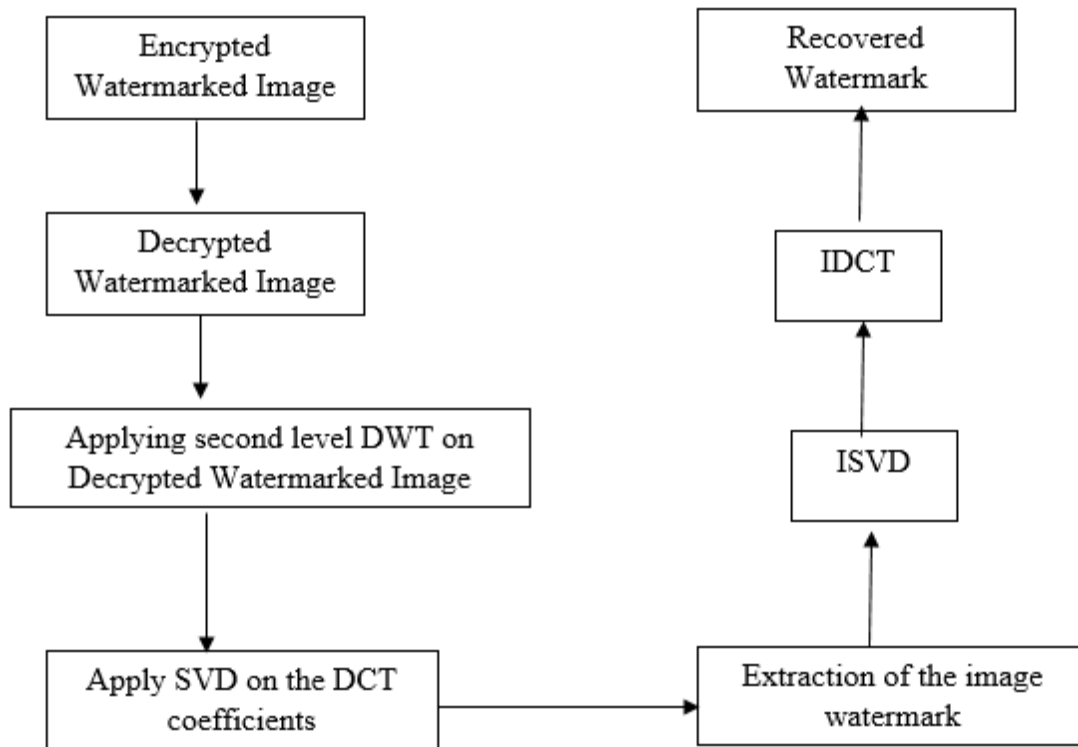 Encrypted
Watermarked Image
Decrypted
Watermarked Image
Applying second level DWT on
Decrypted Watermarked Image
Apply SVD on the DCT
coefficients
Extraction of the image
watermark
ISVD
IDCT
Recovered
Watermark